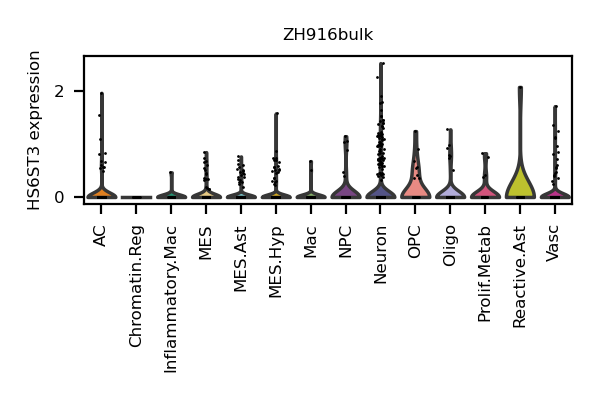 ZH916bulk
HS6ST3 expression
2
0
AC
Chromatin.Reg
Inflammatory.Mac
MES
MES.Ast
MES.Hyp
Mac
NPC
Neuron
OPC
Oligo
Prolif.Metab
Reactive.Ast
Vasc